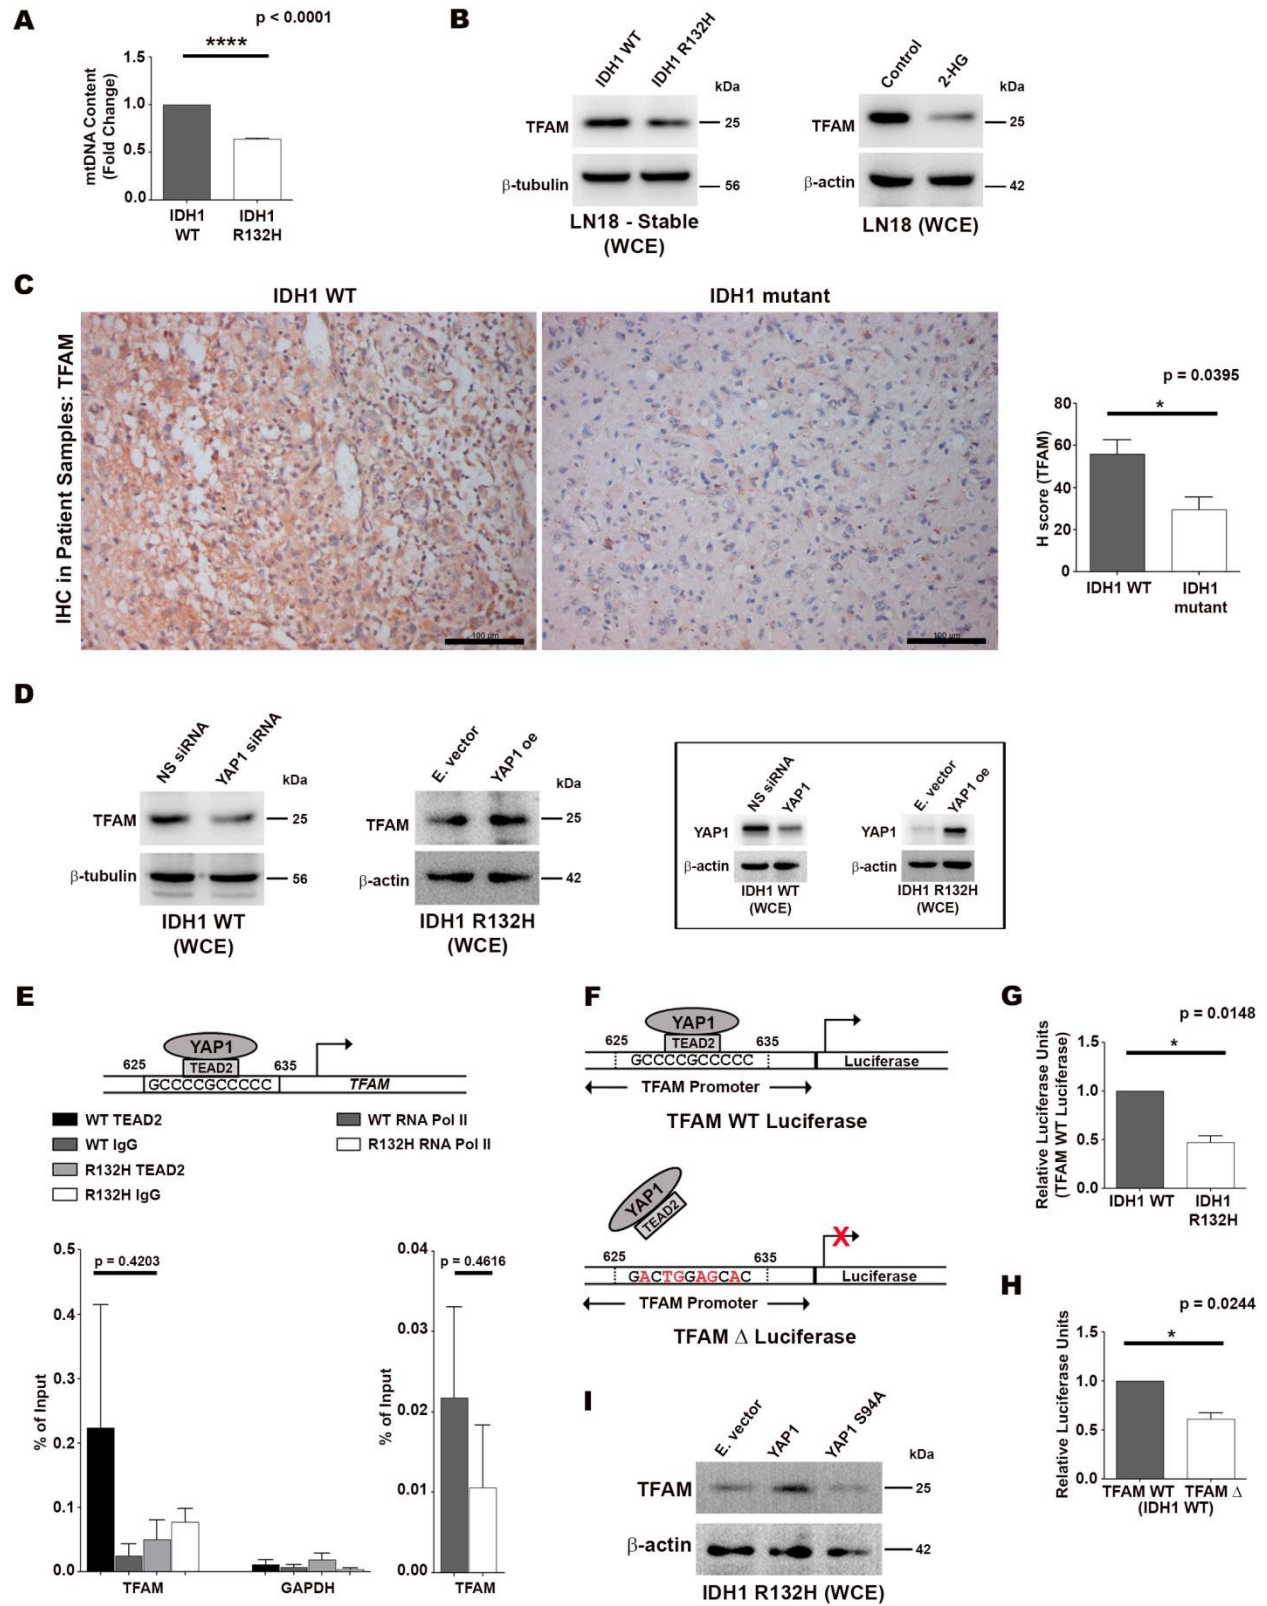 A
p < 0.0001
****
mtDNA Content
(Fold Change)
1.5
1.0
0.5
0.0
IDH1
WT
IDH1
R132H
B
IDH1 WT
IDH1 R132H
kDa
TFAM
25
β-tubulin
56
LN18 - Stable
(WCE)
Control
2-HG
kDa
TFAM
25
β-actin
42
LN18 (WCE)
C
IHC in Patient Samples: TFAM
IDH1 WT
IDH1 mutant
100 µm
100 µm
p = 0.0395
*
H score (TFAM)
80
60
40
20
0
IDH1 WT
IDH1
mutant
D
NS siRNA
YAP1 siRNA
kDa
TFAM
25
β-tubulin
56
IDH1 WT
(WCE)
E. vector
YAP1 oe
kDa
TFAM
25
β-actin
42
IDH1 R132H
(WCE)
NS siRNA
YAP1
YAP1
β-actin
IDH1 WT
(WCE)
E. vector
YAP1 oe
YAP1
β-actin
IDH1 R132H
(WCE)
E
YAP1
TEAD2
625
635
GCCCCGCCCCC
TFAM
WT TEAD2
WT IgG
R132H TEAD2
R132H IgG
WT RNA Pol II
R132H RNA Pol II
% of Input
0.5
0.4
0.3
0.2
0.1
0.0
p = 0.4203
TFAM
GAPDH
% of Input
0.04
0.03
0.02
0.01
0.00
p = 0.4616
TFAM
F
YAP1
TEAD2
625
635
GCCCCGCCCCC
Luciferase
TFAM Promoter
TFAM WT Luciferase
YAP1
TEAD2
X
625
635
GACTGGAGCAC
Luciferase
TFAM Promoter
TFAM Δ Luciferase
G
p = 0.0148
*
Relative Luciferase Units
(TFAM WT Luciferase)
1.5
1.0
0.5
0.0
IDH1 WT
IDH1
R132H
H
p = 0.0244
*
Relative Luciferase Units
1.5
1.0
0.5
0.0
TFAM WT
TFAM Δ
(IDH1 WT)
I
E. vector
YAP1
YAP1 S94A
kDa
TFAM
25
β-actin
42
IDH1 R132H (WCE)